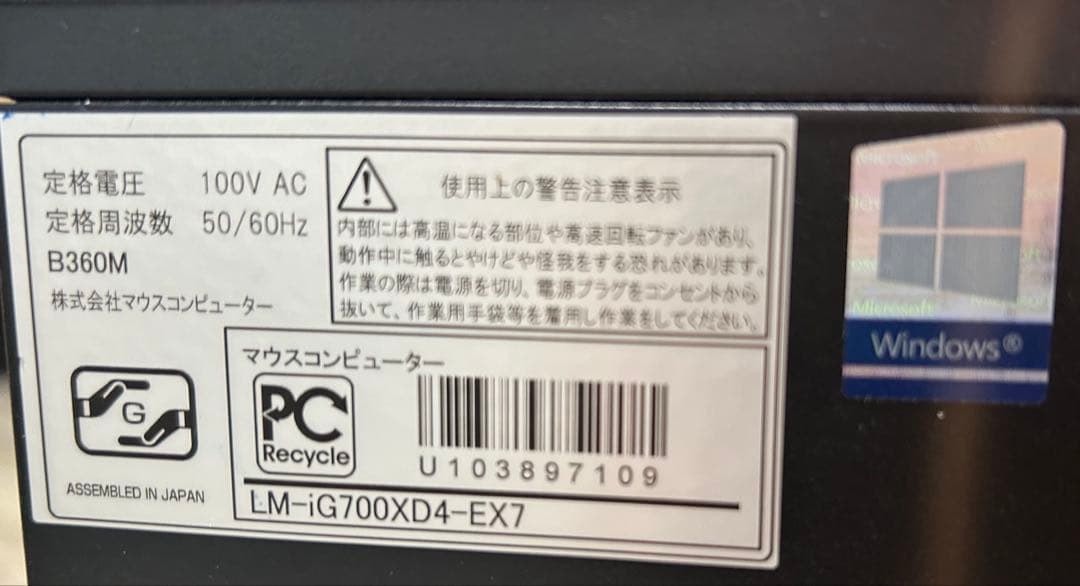 定格電圧 100V AC
定格周波数 50/60Hz
B360M
株式会社マウスコンピューター
使用上の警告注意表示
内部には高温になる部位や高速回転ファンがあり、
動作中に触るとやけどや怪我をする恐れがあります。
作業の際は電源を切り、電源プラグをコンセントから
抜いて、作業用手袋等を着用し作業をしてください。
G
ASSEMBLED IN JAPAN
マウスコンピューター
PC
Recycle
U103897109
LM-iG700XD4-EX7
Microsoft
Microsoft
Windows®